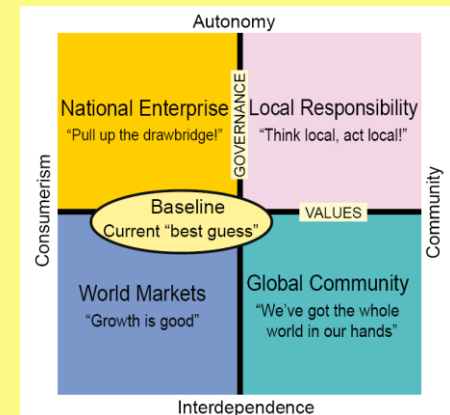 Autonomy
National Enterprise
“Pull up the drawbridge!”
GOVERNANCE
Local Responsibility
“Think local, act local!”
Consumerism
Community
Baseline
Current “best guess”
VALUES
World Markets
“Growth is good”
Global Community
“We’ve got the whole
world in our hands”
Interdependence